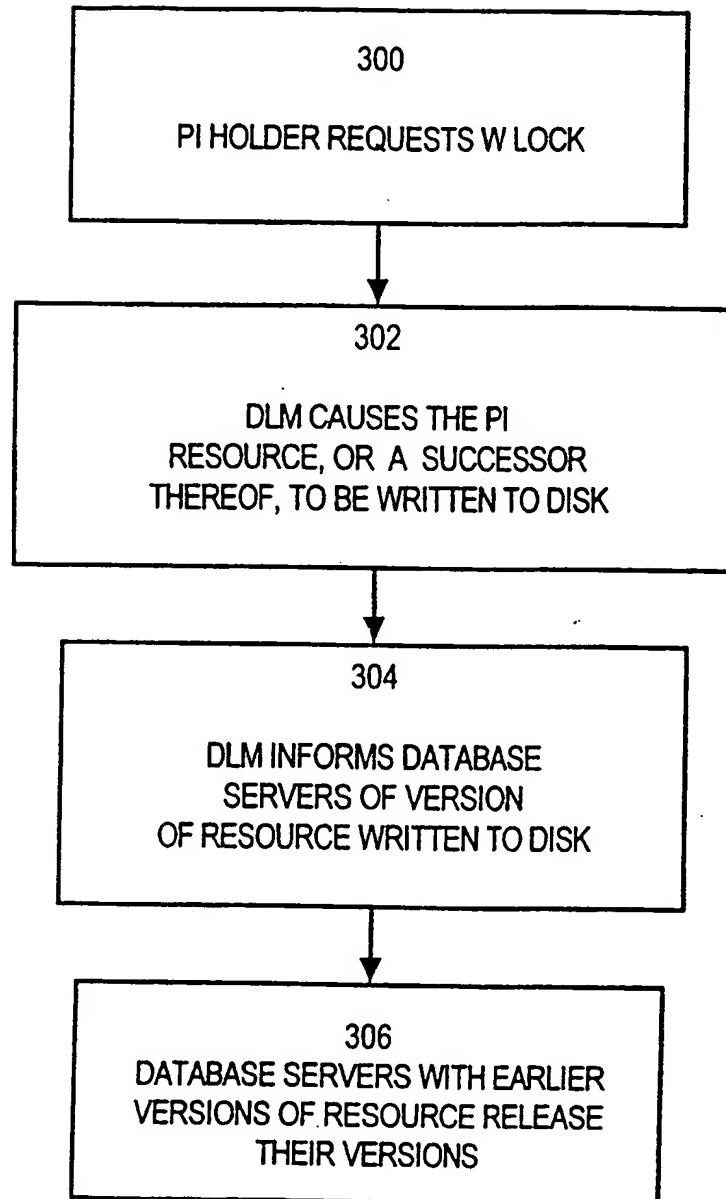 300
PI HOLDER REQUESTS W LOCK
302
DLM CAUSES THE PI
RESOURCE, OR A SUCCESSOR
THEREOF, TO BE WRITTEN TO DISK
304
DLM INFORMS DATABASE
SERVERS OF VERSION
OF RESOURCE WRITTEN TO DISK
306
DATABASE SERVERS WITH EARLIER
VERSIONS OF RESOURCE RELEASE
THEIR VERSIONS